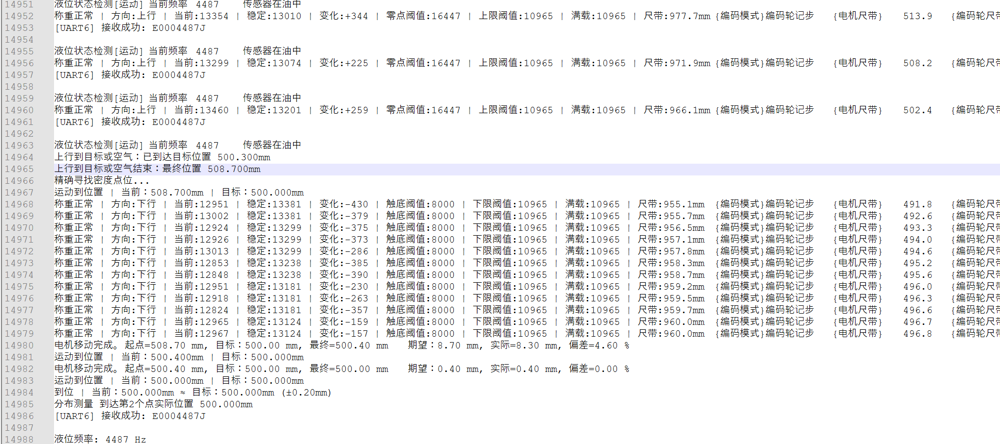 14951 液位状态检测[运动] 当前频率 4487 传感器在油中
14952 称重正常 | 方向:上行 | 当前:13354 | 稳定:13010 | 变化:+344 | 零点阈值:16447 | 上限阈值:10965 | 满载:10965 | 尺带:977.7mm {编码模式}编码轮记步 {电机尺带} 513.9 {编码轮尺带
14953 [UART6] 接收成功: E0004487J
14954
14955 液位状态检测[运动] 当前频率 4487 传感器在油中
14956 称重正常 | 方向:上行 | 当前:13299 | 稳定:13074 | 变化:+225 | 零点阈值:16447 | 上限阈值:10965 | 满载:10965 | 尺带:971.9mm {编码模式}编码轮记步 {电机尺带} 508.2 {编码轮尺带
14957 [UART6] 接收成功: E0004487J
14958
14959 液位状态检测[运动] 当前频率 4487 传感器在油中
14960 称重正常 | 方向:上行 | 当前:13460 | 稳定:13201 | 变化:+259 | 零点阈值:16447 | 上限阈值:10965 | 满载:10965 | 尺带:966.1mm {编码模式}编码轮记步 {电机尺带} 502.4 {编码轮尺带
14961 [UART6] 接收成功: E0004487J
14962
14963 液位状态检测[运动] 当前频率 4487 传感器在油中
14964 上行到目标或空气：已到达目标位置 500.300mm
14965 上行到目标或空气结束：最终位置 508.700mm
14966 精确寻找密度点位...
14967 运动到位置 | 当前：508.700mm | 目标：500.000mm
14968 称重正常 | 方向:下行 | 当前:12951 | 稳定:13381 | 变化:-430 | 触底阈值:8000 | 下限阈值:10965 | 满载:10965 | 尺带:955.1mm {编码模式}编码轮记步 {电机尺带} 491.8 {编码轮尺带
14969 称重正常 | 方向:下行 | 当前:13002 | 稳定:13381 | 变化:-379 | 触底阈值:8000 | 下限阈值:10965 | 满载:10965 | 尺带:955.7mm {编码模式}编码轮记步 {电机尺带} 492.6 {编码轮尺带
14970 称重正常 | 方向:下行 | 当前:12924 | 稳定:13299 | 变化:-375 | 触底阈值:8000 | 下限阈值:10965 | 满载:10965 | 尺带:956.5mm {编码模式}编码轮记步 {电机尺带} 493.3 {编码轮尺带
14971 称重正常 | 方向:下行 | 当前:12926 | 稳定:13299 | 变化:-373 | 触底阈值:8000 | 下限阈值:10965 | 满载:10965 | 尺带:957.1mm {编码模式}编码轮记步 {电机尺带} 494.0 {编码轮尺带
14972 称重正常 | 方向:下行 | 当前:13013 | 稳定:13299 | 变化:-286 | 触底阈值:8000 | 下限阈值:10965 | 满载:10965 | 尺带:957.8mm {编码模式}编码轮记步 {电机尺带} 494.6 {编码轮尺带
14973 称重正常 | 方向:下行 | 当前:12853 | 稳定:13238 | 变化:-385 | 触底阈值:8000 | 下限阈值:10965 | 满载:10965 | 尺带:958.3mm {编码模式}编码轮记步 {电机尺带} 495.2 {编码轮尺带
14974 称重正常 | 方向:下行 | 当前:12848 | 稳定:13238 | 变化:-390 | 触底阈值:8000 | 下限阈值:10965 | 满载:10965 | 尺带:958.7mm {编码模式}编码轮记步 {电机尺带} 495.6 {编码轮尺带
14975 称重正常 | 方向:下行 | 当前:12951 | 稳定:13181 | 变化:-230 | 触底阈值:8000 | 下限阈值:10965 | 满载:10965 | 尺带:959.2mm {编码模式}编码轮记步 {电机尺带} 496.0 {编码轮尺带
14976 称重正常 | 方向:下行 | 当前:12918 | 稳定:13181 | 变化:-263 | 触底阈值:8000 | 下限阈值:10965 | 满载:10965 | 尺带:959.5mm {编码模式}编码轮记步 {电机尺带} 496.3 {编码轮尺带
14977 称重正常 | 方向:下行 | 当前:12824 | 稳定:13181 | 变化:-357 | 触底阈值:8000 | 下限阈值:10965 | 满载:10965 | 尺带:959.7mm {编码模式}编码轮记步 {电机尺带} 496.6 {编码轮尺带
14978 称重正常 | 方向:下行 | 当前:12965 | 稳定:13124 | 变化:-159 | 触底阈值:8000 | 下限阈值:10965 | 满载:10965 | 尺带:960.0mm {编码模式}编码轮记步 {电机尺带} 496.7 {编码轮尺带
14979 称重正常 | 方向:下行 | 当前:12967 | 稳定:13124 | 变化:-157 | 触底阈值:8000 | 下限阈值:10965 | 满载:10965 | 尺带:960.0mm {编码模式}编码轮记步 {电机尺带} 496.8 {编码轮尺带
14980 电机移动完成。起点=508.70 mm, 目标：500.00 mm, 最终=500.40 mm 期望：8.70 mm, 实际=8.30 mm, 偏差=4.60 %
14981 运动到位置 | 当前：500.400mm | 目标：500.000mm
14982 电机移动完成。起点=500.40 mm, 目标：500.00 mm, 最终=500.00 mm 期望：0.40 mm, 实际=0.40 mm, 偏差=0.00 %
14983 运动到位置 | 当前：500.000mm | 目标：500.000mm
14984 到位 | 当前：500.000mm ≈ 目标：500.000mm (±0.20mm)
14985 分布测量 到达第2个点实际位置 500.000mm
14986 [UART6] 接收成功: E0004487J
14987
14988 液位频率: 4487 Hz